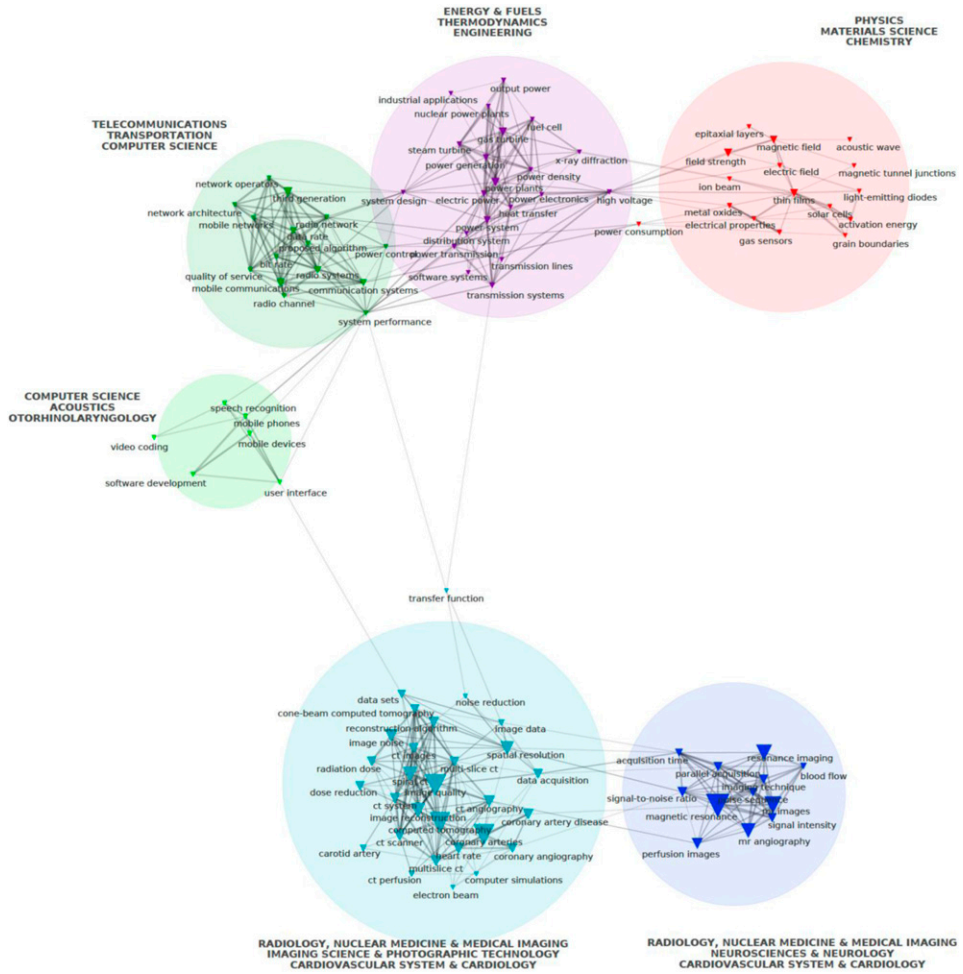 ENERGY & FUELS
THERMODYNAMICS
ENGINEERING
PHYSICS
MATERIALS SCIENCE
CHEMISTRY
TELECOMMUNICATIONS
TRANSPORTATION
COMPUTER SCIENCE
output power
industrial applications
nuclear power plants
fuel cell
gas turbine
steam turbine
x-ray diffraction
power generation
power density
power plants
system design
electric power
power electronics
high voltage
heat transfer
power system
power consumption
distribution system
power control
power transmission
transmission lines
software systems
transmission systems
epitaxial layers
magnetic field
acoustic wave
field strength
electric field
magnetic tunnel junctions
ion beam
thin films
light-emitting diodes
metal oxides
solar cells
electrical properties
activation energy
gas sensors
grain boundaries
network operators
third generation
network architecture
mobile networks
radio network
data rate
proposed algorithm
bit rate
quality of service
radio systems
mobile communications
communication systems
radio channel
system performance
COMPUTER SCIENCE
ACOUSTICS
OTORHINOLARYNGOLOGY
speech recognition
mobile phones
video coding
mobile devices
software development
user interface
transfer function
data sets
noise reduction
cone-beam computed tomography
reconstruction algorithm
image data
image noise
ct images
spatial resolution
radiation dose
multi-slice ct
spiral ct
data acquisition
dose reduction
image quality
ct system
ct angiography
image reconstruction
coronary artery disease
computed tomography
ct scanner
coronary arteries
carotid artery
heart rate
coronary angiography
multislice ct
ct perfusion
computer simulations
electron beam
acquisition time
resonance imaging
parallel acquisition
blood flow
imaging technique
signal-to-noise ratio
pulse sequence
magnetic resonance
signal intensity
mr angiography
perfusion images
RADIOLOGY, NUCLEAR MEDICINE & MEDICAL IMAGING
IMAGING SCIENCE & PHOTOGRAPHIC TECHNOLOGY
CARDIOVASCULAR SYSTEM & CARDIOLOGY
RADIOLOGY, NUCLEAR MEDICINE & MEDICAL IMAGING
NEUROSCIENCES & NEUROLOGY
CARDIOVASCULAR SYSTEM & CARDIOLOGY